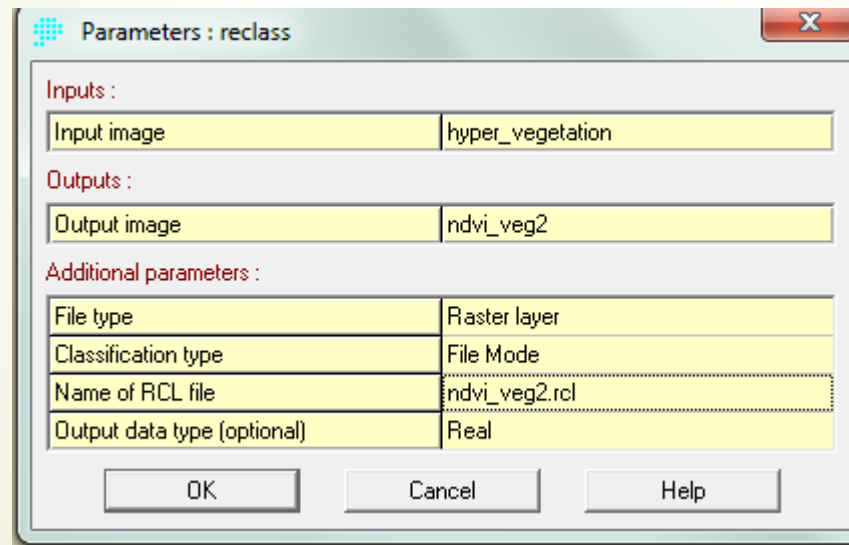 Parameters : reclass
X
Inputs :
Input image hyper_vegetation
Outputs :
Output image ndvi_veg2
Additional parameters :
File type Raster layer
Classification type File Mode
Name of RCL file ndvi_veg2.rcl
Output data type (optional) Real
OK Cancel Help